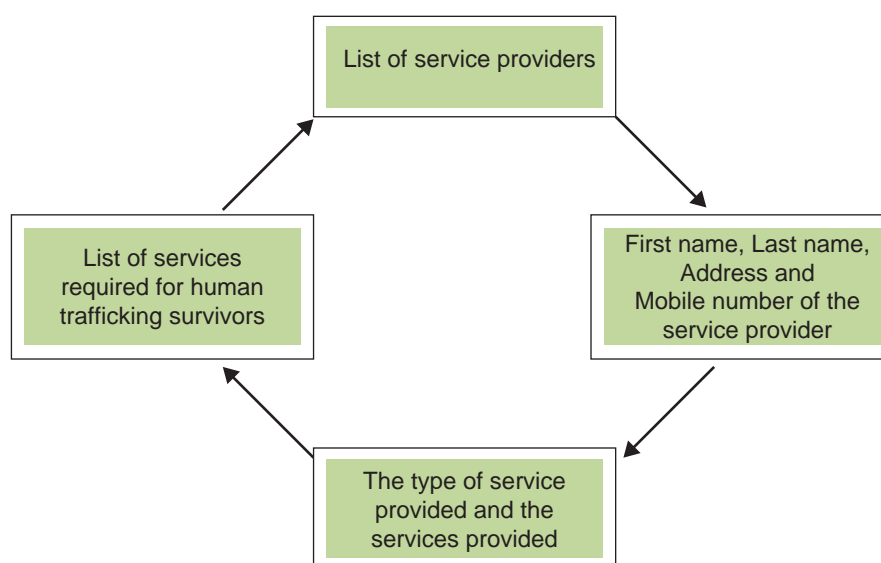 List of service providers
List of services
required for human
trafficking survivors
First name, Last name,
Address and
Mobile number of the
service provider
The type of service
provided and the
services provided